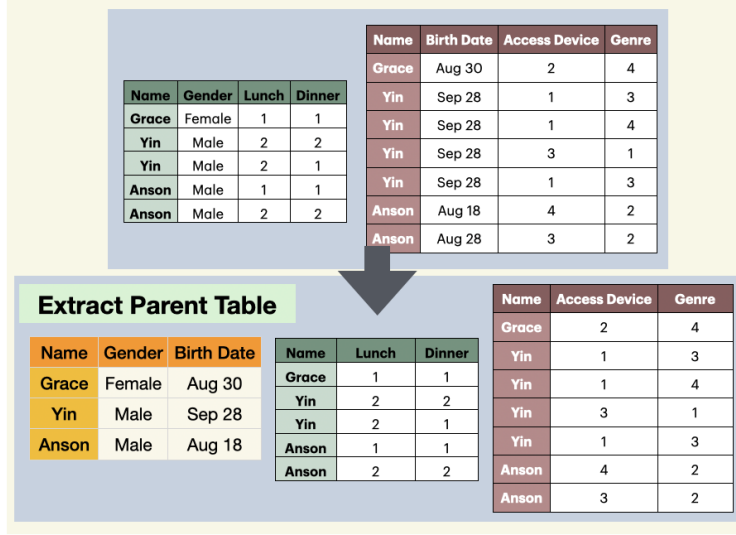 Name Gender Lunch Dinner
Grace Female 1 1
Yin Male 2 2
Yin Male 2 1
Anson Male 1 1
Anson Male 2 2
Name Birth Date Access Device Genre
Grace Aug 30 2 4
Yin Sep 28 1 3
Yin Sep 28 1 4
Yin Sep 28 3 1
Yin Sep 28 1 3
Anson Aug 18 4 2
Anson Aug 28 3 2
Extract Parent Table
Name Gender Birth Date
Grace Female Aug 30
Yin Male Sep 28
Anson Male Aug 18
Name Lunch Dinner
Grace 1 1
Yin 2 2
Yin 2 1
Anson 1 1
Anson 2 2
Name Access Device Genre
Grace 2 4
Yin 1 3
Yin 1 4
Yin 3 1
Yin 1 3
Anson 4 2
Anson 3 2